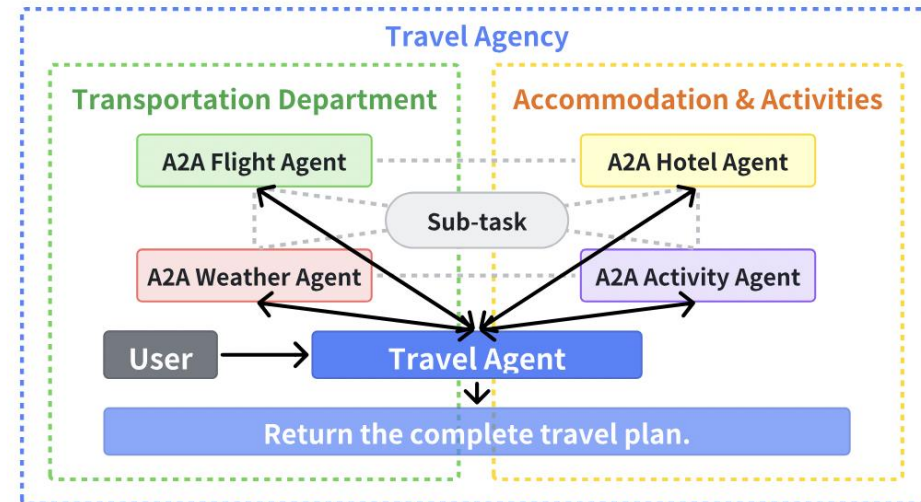 Travel Agency
Transportation Department
Accommodation & Activities
A2A Flight Agent
A2A Hotel Agent
Sub-task
A2A Weather Agent
A2A Activity Agent
User
Travel Agent
Return the complete travel plan.